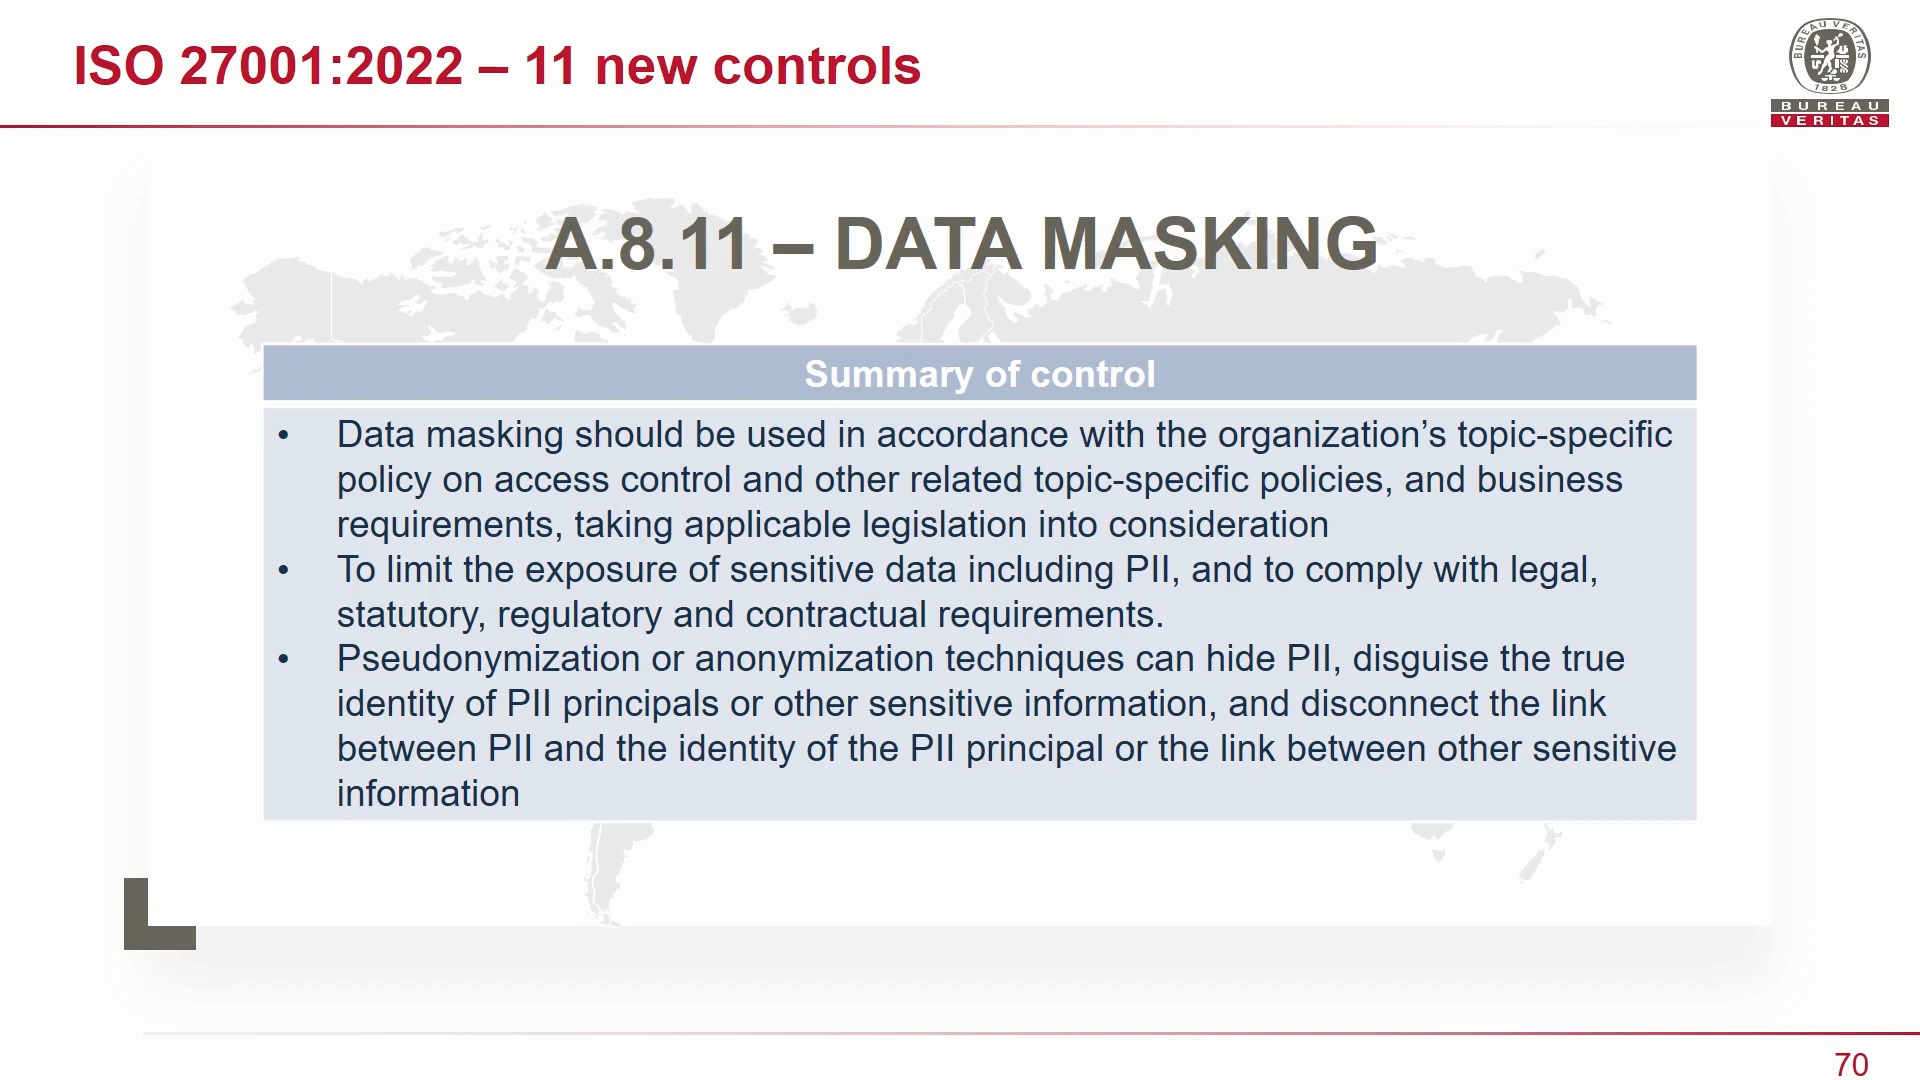 ISO 27001:2022 – 11 new controls
BUREAU VERITAS
1828
BUREAU
VERITAS
A.8.11 – DATA MASKING
Summary of control
• Data masking should be used in accordance with the organization’s topic-specific
policy on access control and other related topic-specific policies, and business
requirements, taking applicable legislation into consideration
• To limit the exposure of sensitive data including PII, and to comply with legal,
statutory, regulatory and contractual requirements.
• Pseudonymization or anonymization techniques can hide PII, disguise the true
identity of PII principals or other sensitive information, and disconnect the link
between PII and the identity of the PII principal or the link between other sensitive
information
70